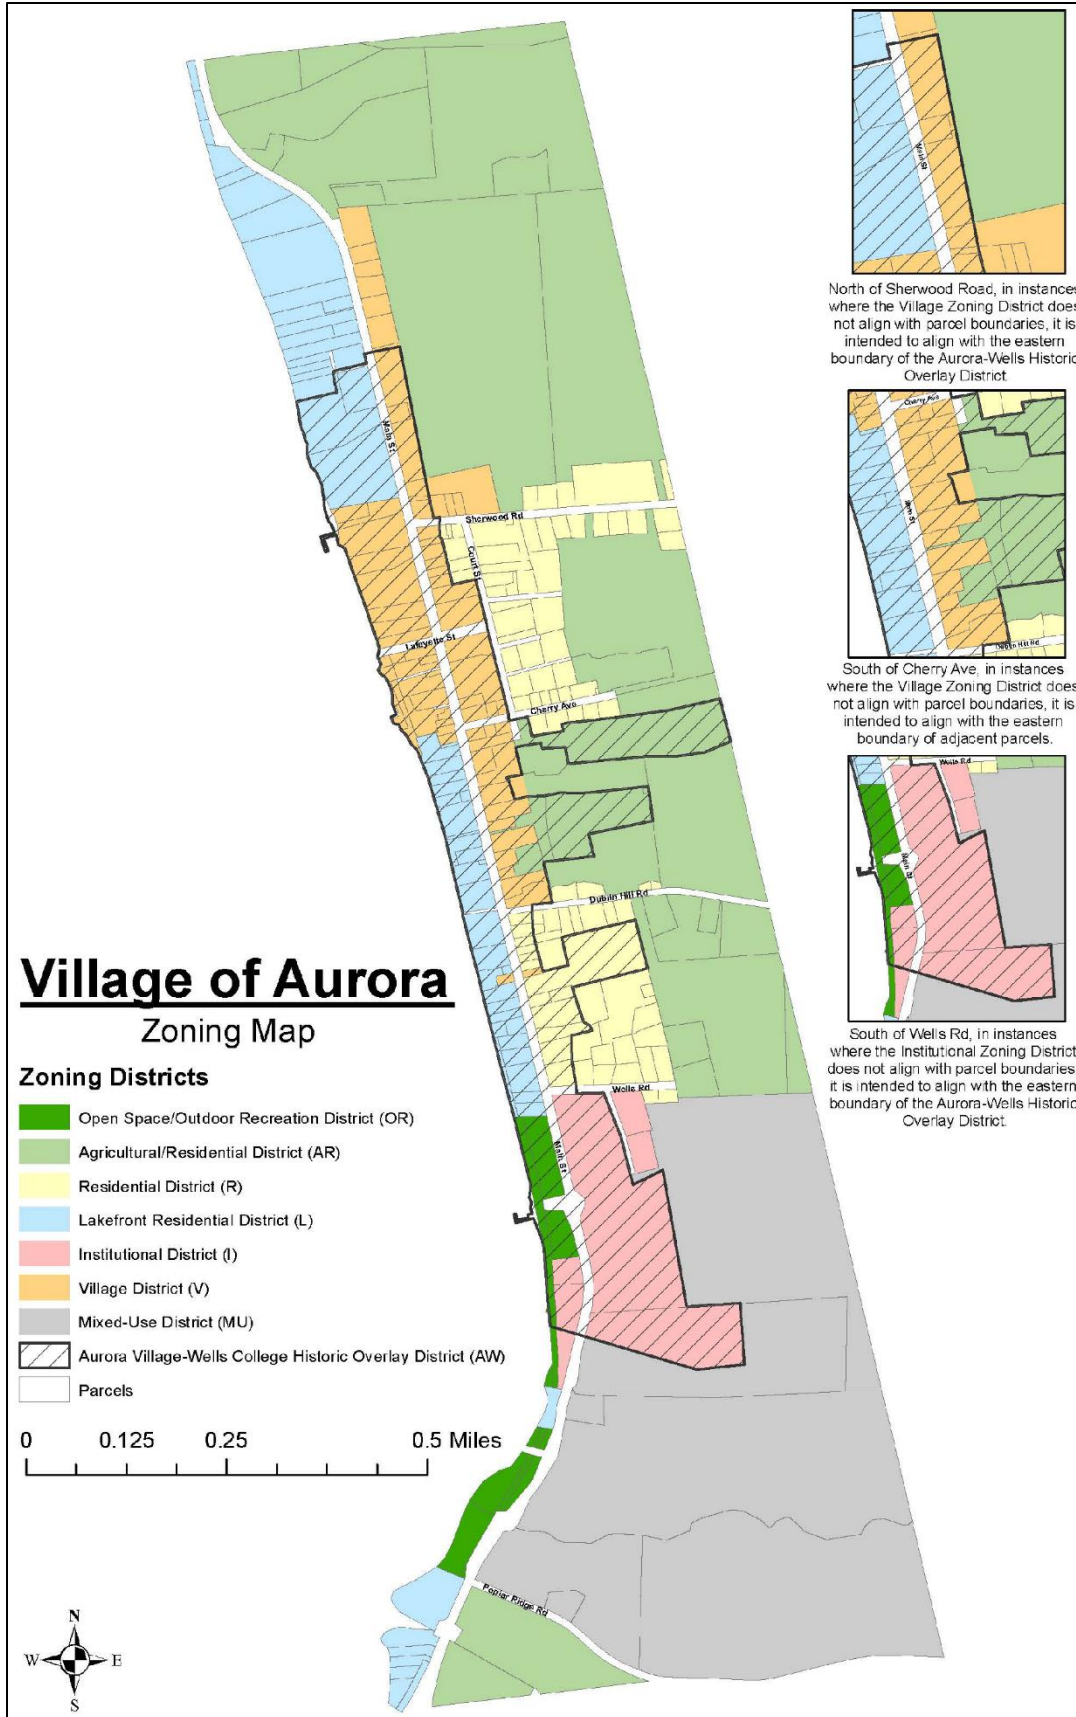 Village of Aurora
Zoning Map
Zoning Districts
Open Space/Outdoor Recreation District (OR)
Agricultural/Residential District (AR)
Residential District (R)
Lakefront Residential District (L)
Institutional District (I)
Village District (V)
Mixed-Use District (MU)
Aurora Village-Wells College Historic Overlay District (AW)
Parcels
0 0.125 0.25 0.5 Miles
N
W E
S
Main St
Sherwood Rd
Court St
Lafayette St
Cherry Ave
Dublin Hill Rd
Wells Rd
Main St
Poplar Ridge Rd
Main St
North of Sherwood Road, in instances
where the Village Zoning District does
not align with parcel boundaries, it is
intended to align with the eastern
boundary of the Aurora-Wells Historic
Overlay District.
Cherry Ave
Main St
Dublin Hill Rd
South of Cherry Ave, in instances
where the Village Zoning District does
not align with parcel boundaries, it is
intended to align with the eastern
boundary of adjacent parcels.
Wells Rd
Main St
South of Wells Rd, in instances
where the Institutional Zoning District
does not align with parcel boundaries,
it is intended to align with the eastern
boundary of the Aurora-Wells Historic
Overlay District.